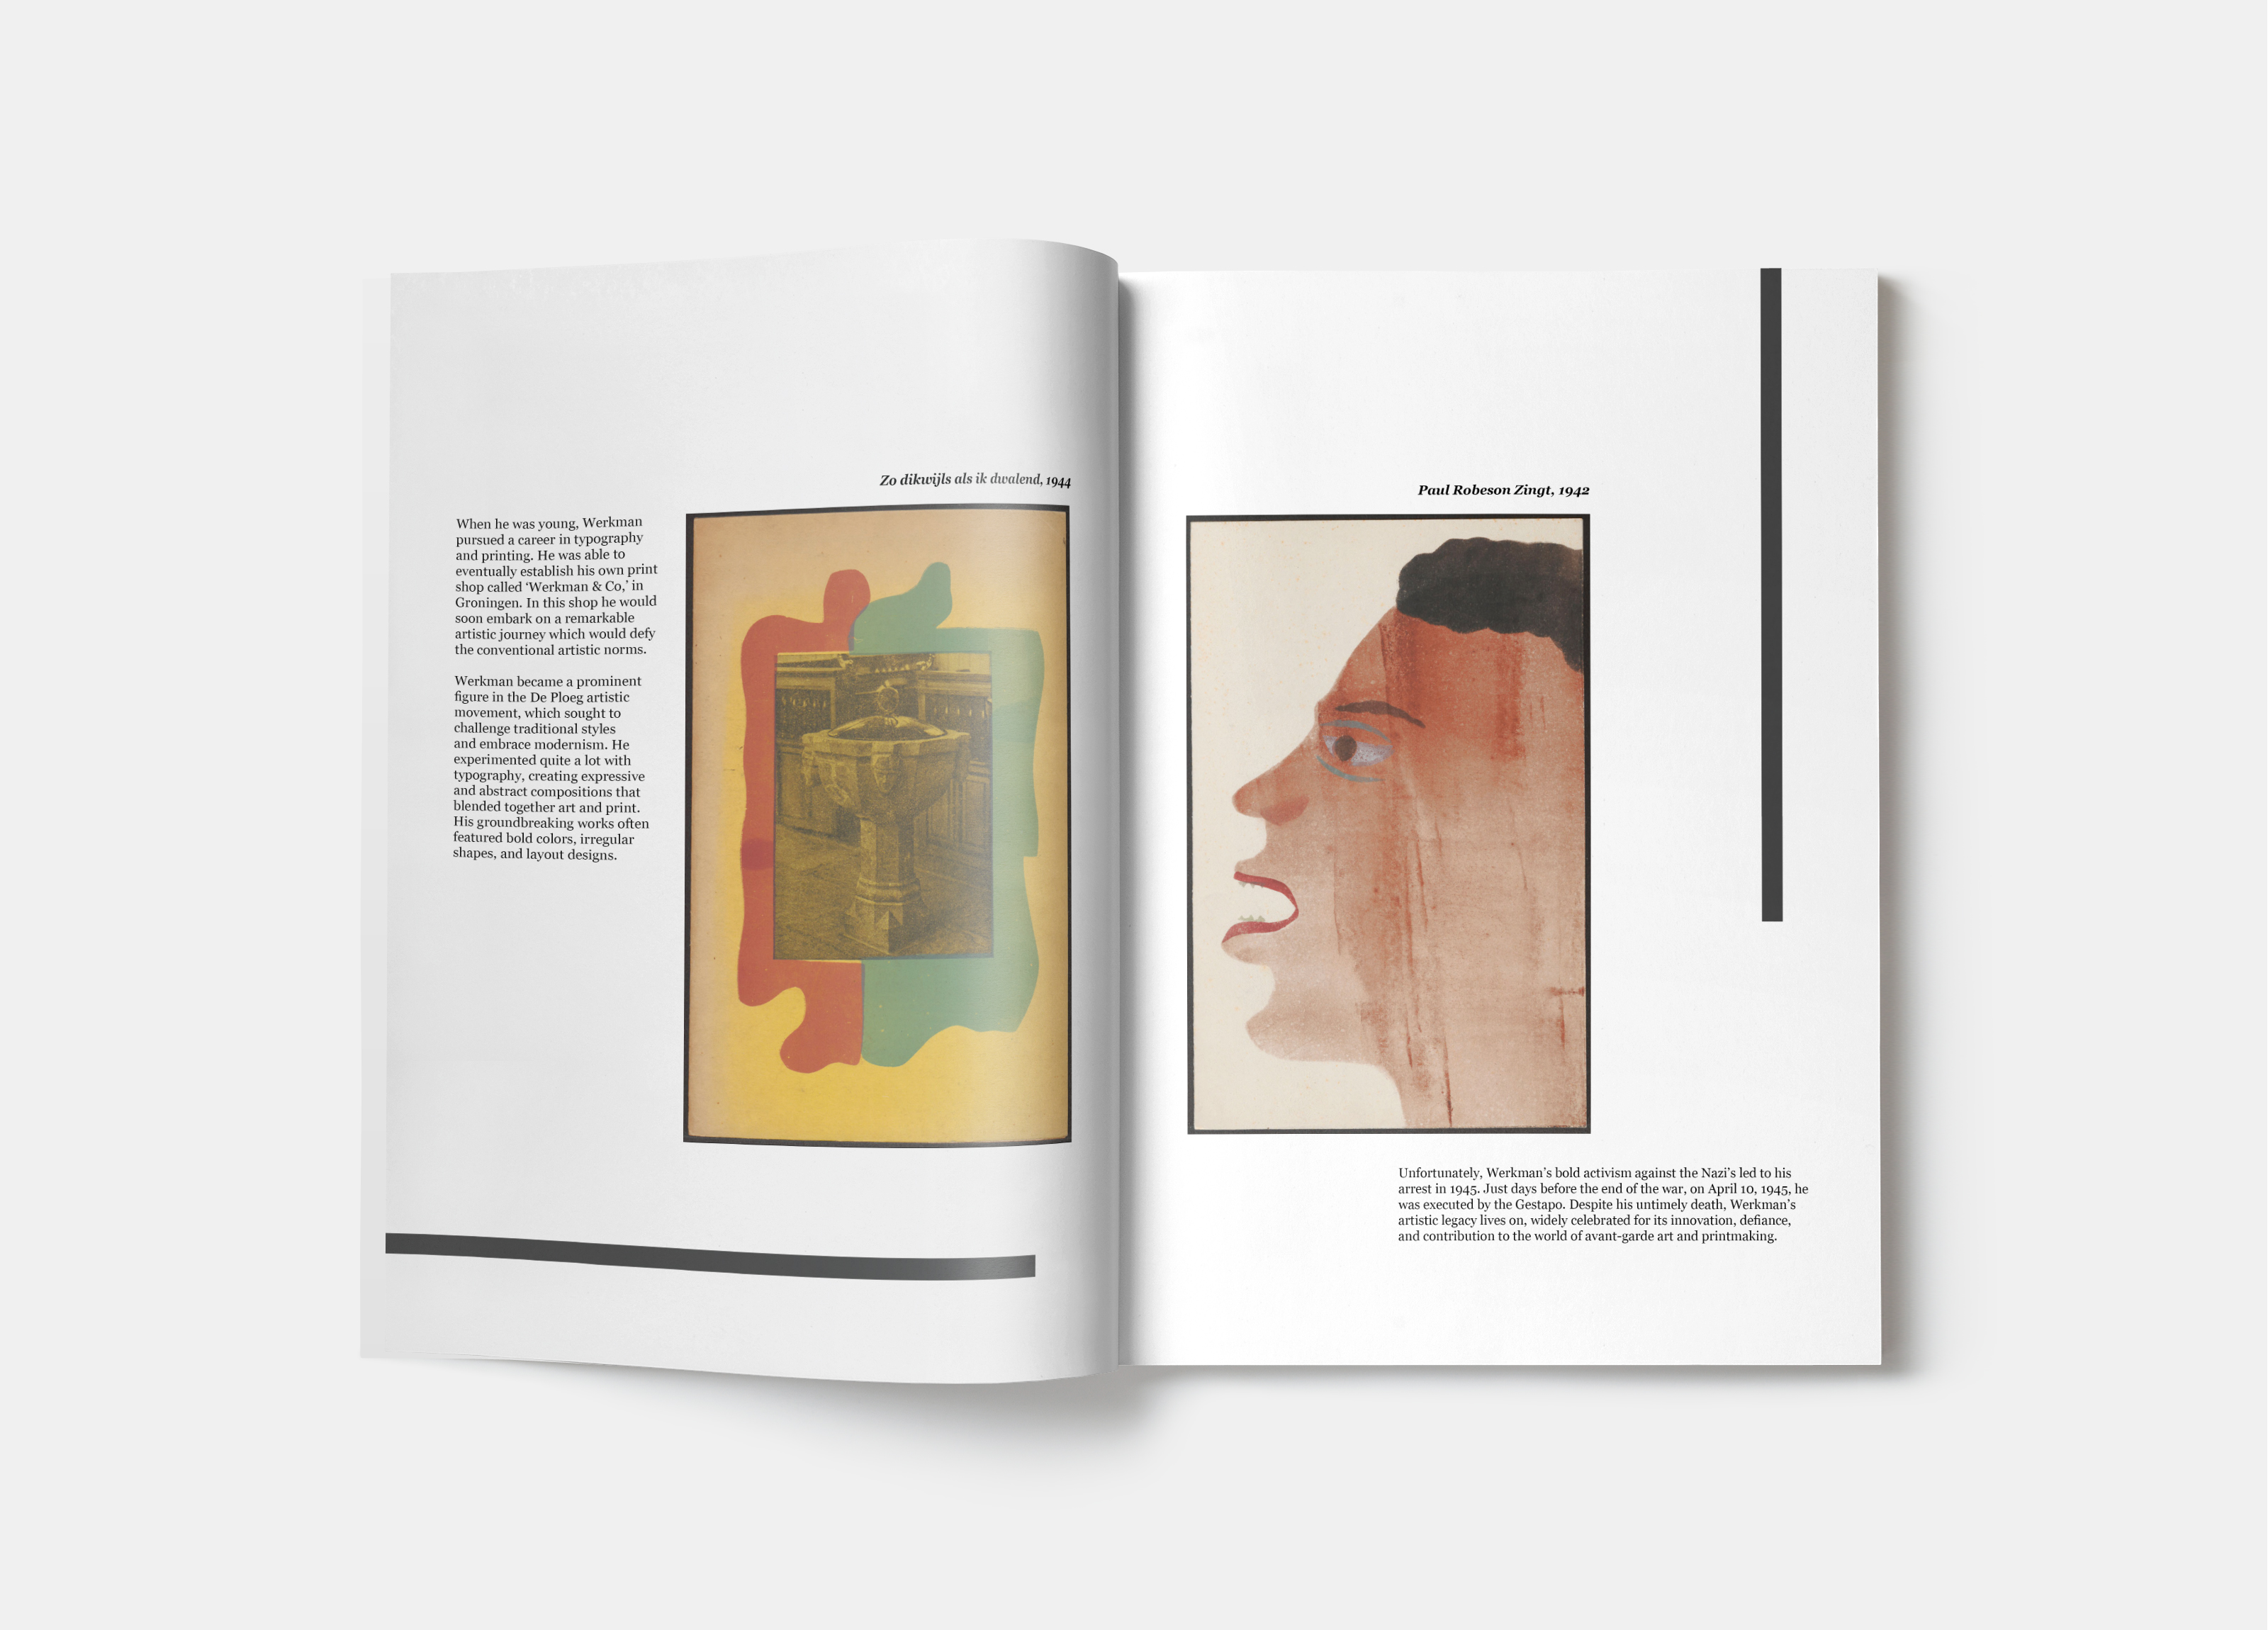 Zo dikwijls als ik dwalend, 1944
When he was young, Werkman
pursued a career in typography
and printing. He was able to
eventually establish his own print
shop called ‘Werkman & Co,’ in
Groningen. In this shop he would
soon embark on a remarkable
artistic journey which would defy
the conventional artistic norms.
Werkman became a prominent
figure in the De Ploeg artistic
movement, which sought to
challenge traditional styles
and embrace modernism. He
experimented quite a lot with
typography, creating expressive
and abstract compositions that
blended together art and print.
His groundbreaking works often
featured bold colors, irregular
shapes, and layout designs.
Paul Robeson Zingt, 1942
Unfortunately, Werkman’s bold activism against the Nazi’s led to his
arrest in 1945. Just days before the end of the war, on April 10, 1945, he
was executed by the Gestapo. Despite his untimely death, Werkman’s
artistic legacy lives on, widely celebrated for its innovation, defiance,
and contribution to the world of avant-garde art and printmaking.